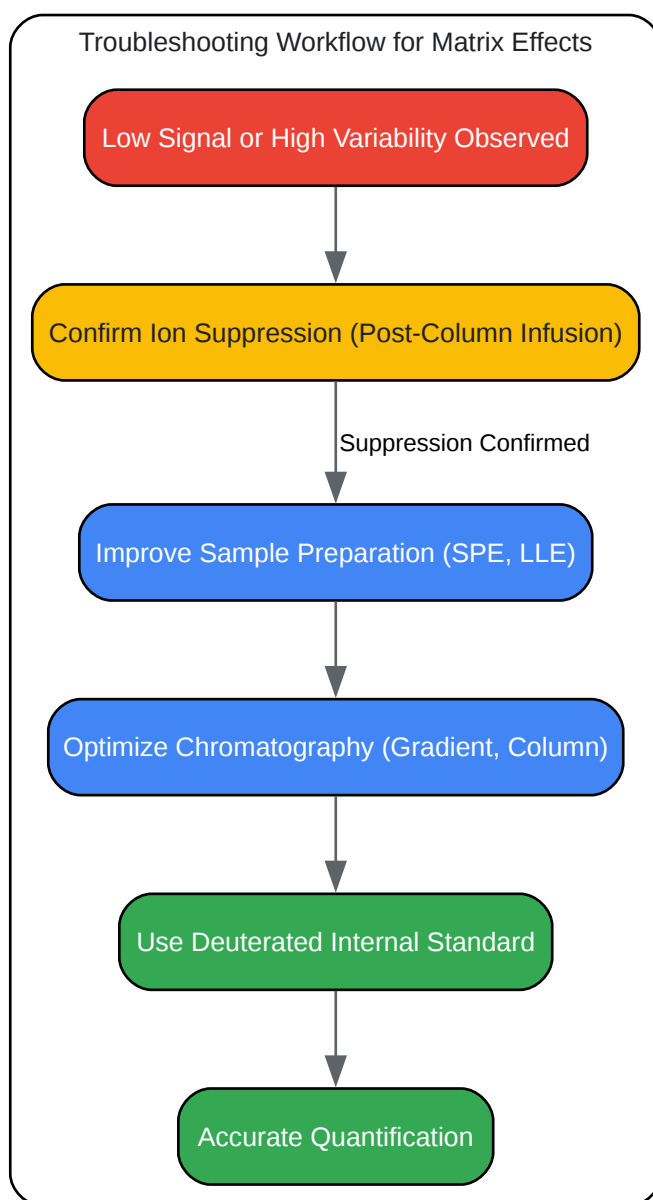 Troubleshooting Workflow for Matrix Effects
Low Signal or High Variability Observed
Confirm Ion Suppression (Post-Column Infusion)
Suppression Confirmed
Improve Sample Preparation (SPE, LLE)
Optimize Chromatography (Gradient, Column)
Use Deuterated Internal Standard
Accurate Quantification